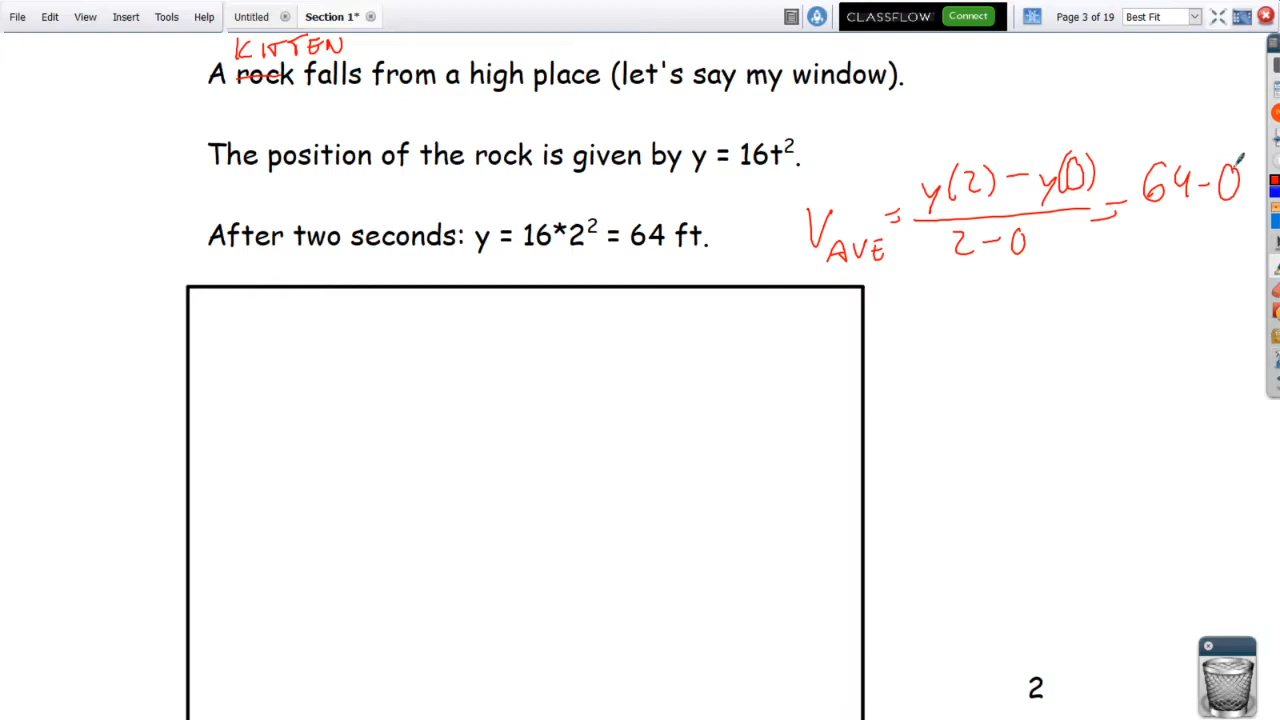 File Edit View Insert Tools Help Untitled Section 1* CLASSFLOW Connect Page 3 of 19 Best Fit
KITTEN
A rock falls from a high place (let's say my window).
The position of the rock is given by y = 16t².
y(2) - y(0) = 64 - 0
V AVE =
2 - 0
After two seconds: y = 16*2² = 64 ft.
2